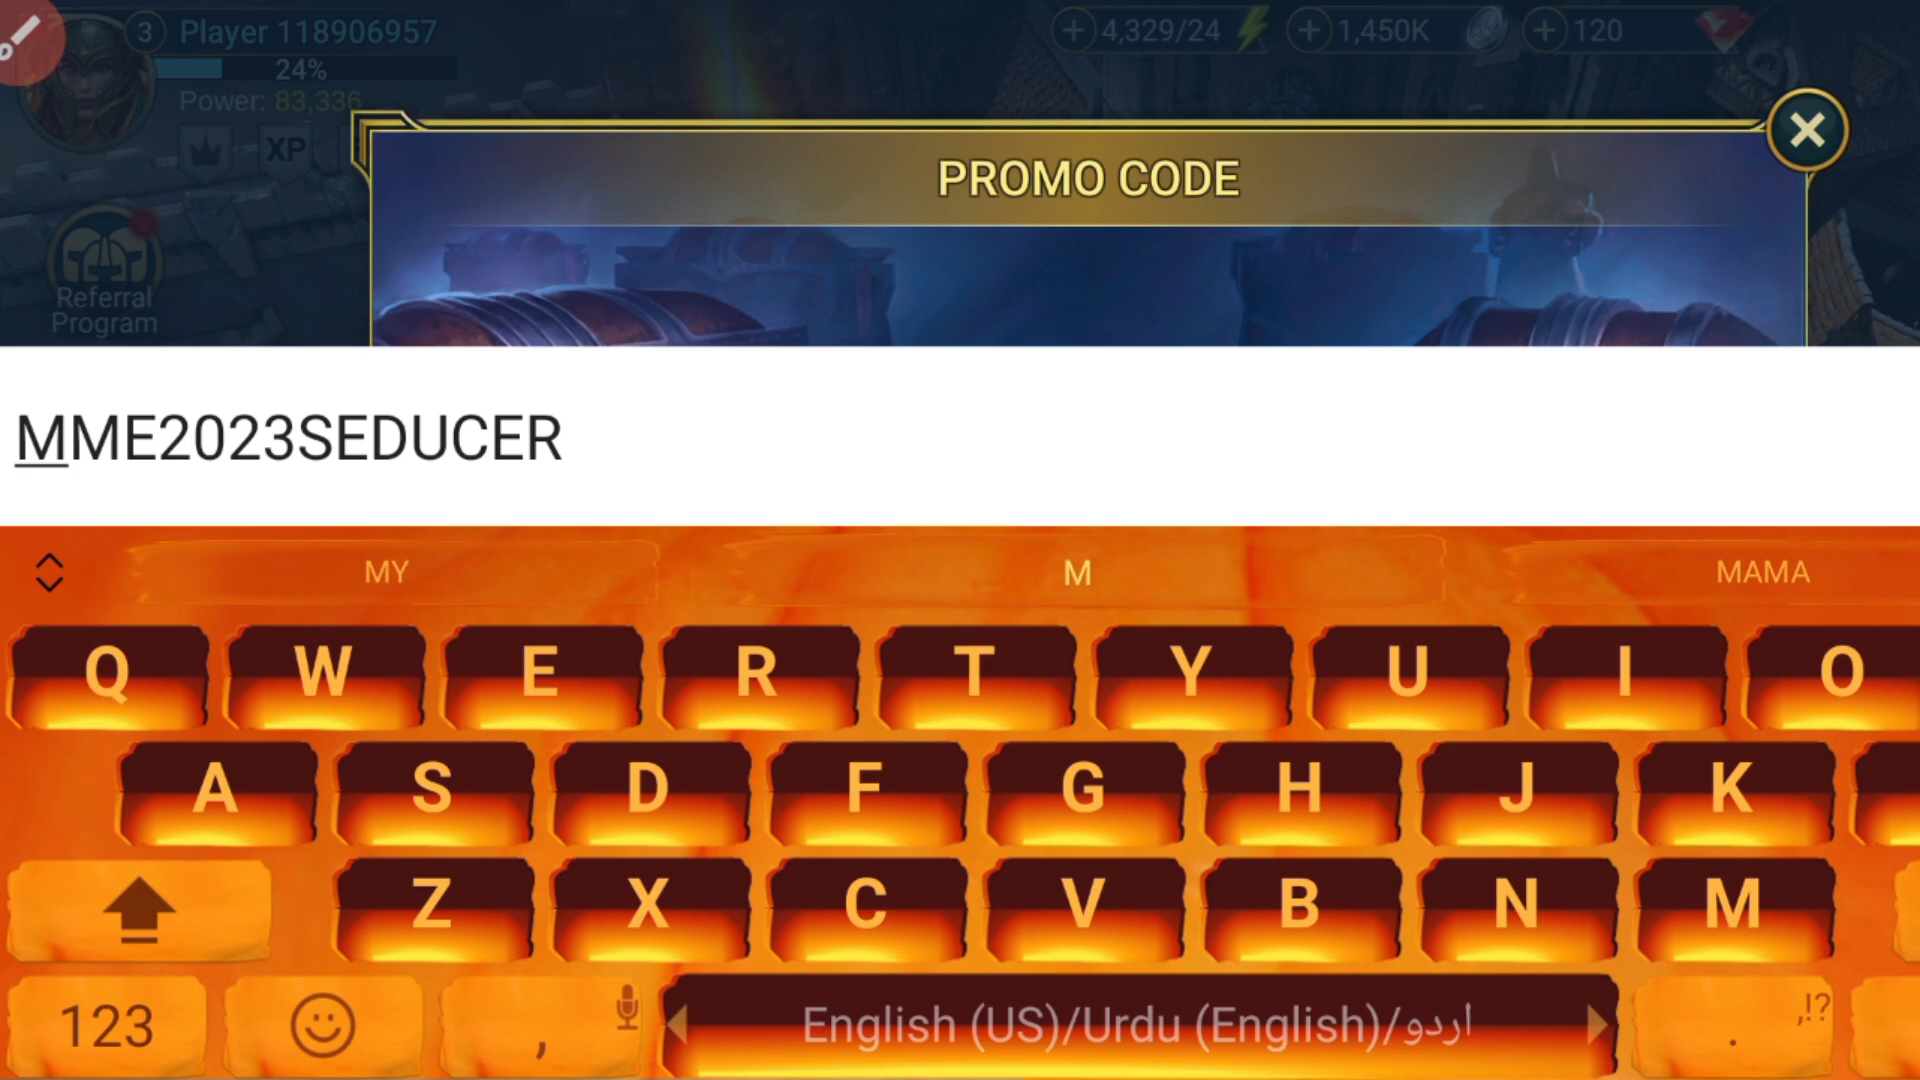 3 Player 118906957
4,329/24
1,450K
120
24%
Power: 83,336
XP
PROMO CODE
Referral
Program
MME2023SEDUCER
MY M MAMA
Q W E R T Y U I O
A S D F G H J K
Z X C V B N M
123 , English (US)/Urdu (English)/اردو . ,!?